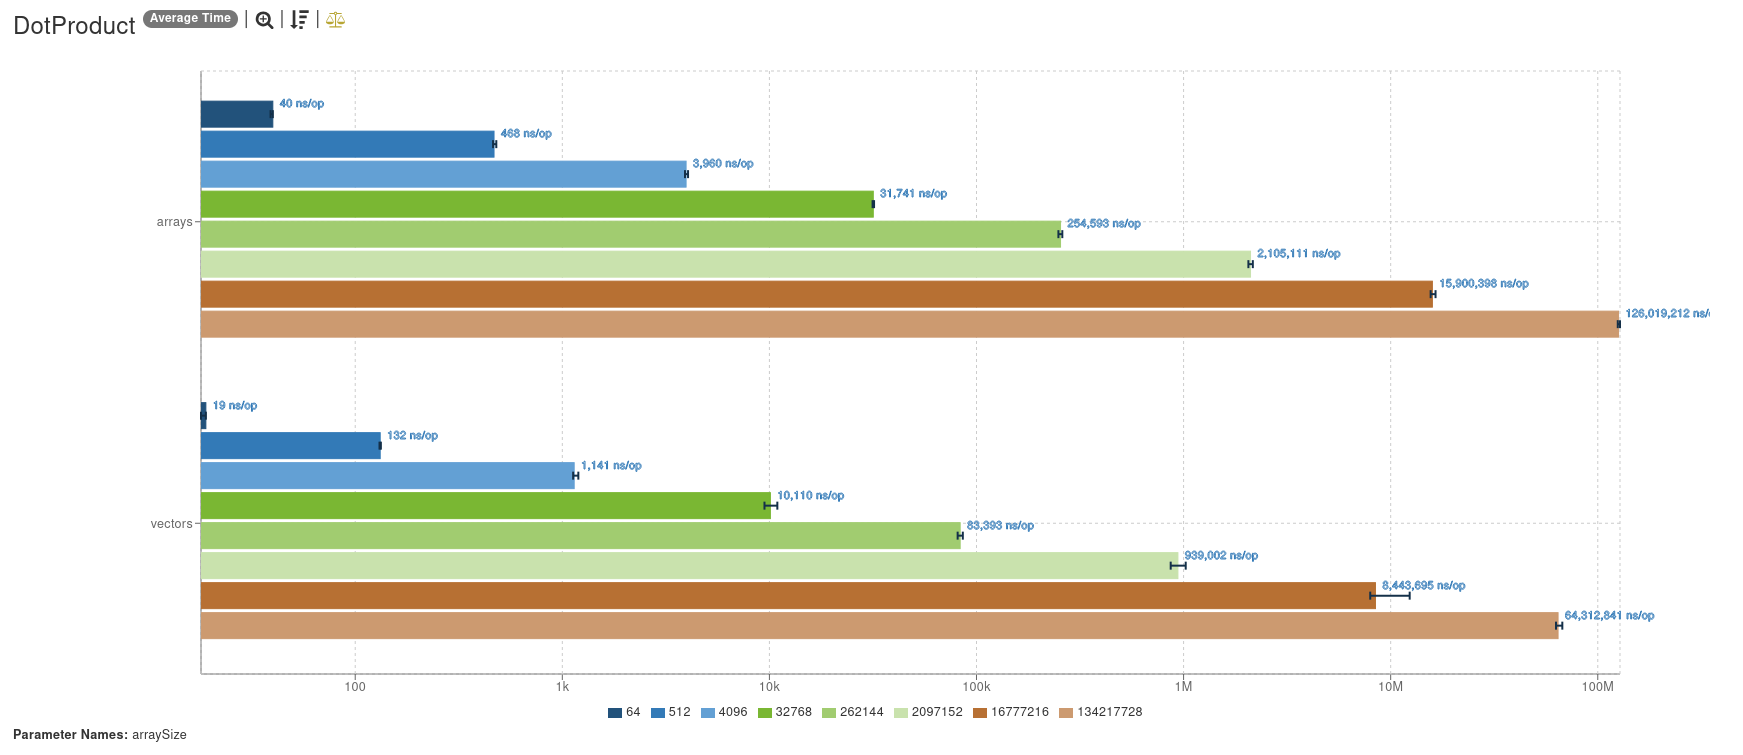 DotProduct Average Time
40 ns/op
468 ns/op
3,960 ns/op
31,741 ns/op
arrays
254,593 ns/op
2,105,111 ns/op
15,900,398 ns/op
126,019,212 ns/
19 ns/op
132 ns/op
1,141 ns/op
10,110 ns/op
vectors
83,393 ns/op
939,002 ns/op
8,443,695 ns/op
64,312,841 ns/op
100 1k 10k 100k 1M 10M 100M
64 512 4096 32768 262144 2097152 16777216 134217728
Parameter Names: arraySize